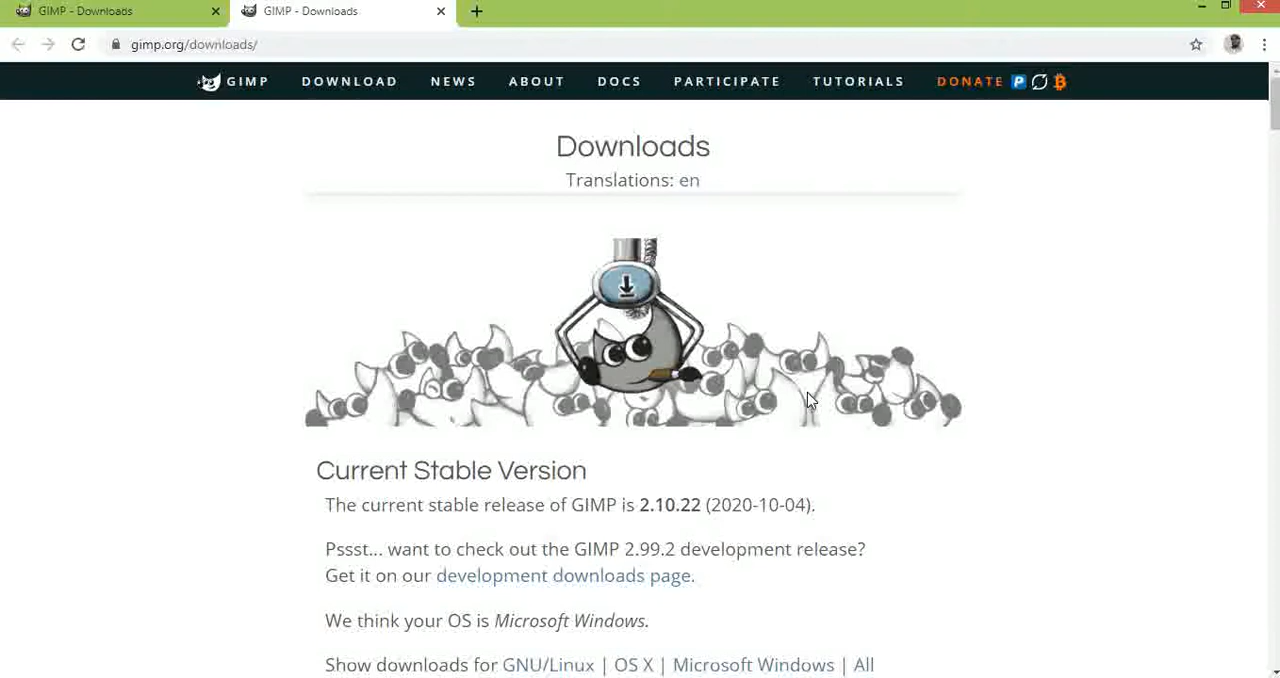 GIMP - Downloads
GIMP - Downloads
gimp.org/downloads/
GIMP DOWNLOAD NEWS ABOUT DOCS PARTICIPATE TUTORIALS DONATE
Downloads
Translations: en
Current Stable Version
The current stable release of GIMP is 2.10.22 (2020-10-04).
Pssst... want to check out the GIMP 2.99.2 development release?
Get it on our development downloads page.
We think your OS is Microsoft Windows.
Show downloads for GNU/Linux | OS X | Microsoft Windows | All